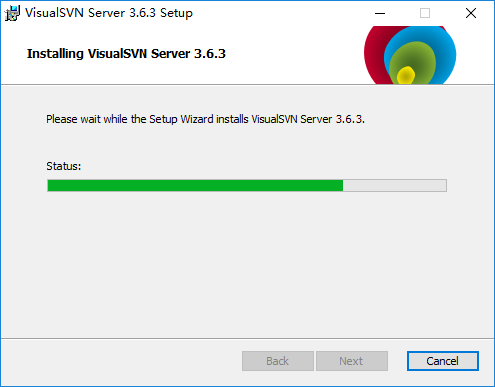 VisualSVN Server 3.6.3 Setup
Installing VisualSVN Server 3.6.3
Please wait while the Setup Wizard installs VisualSVN Server 3.6.3.
Status:
Back Next Cancel